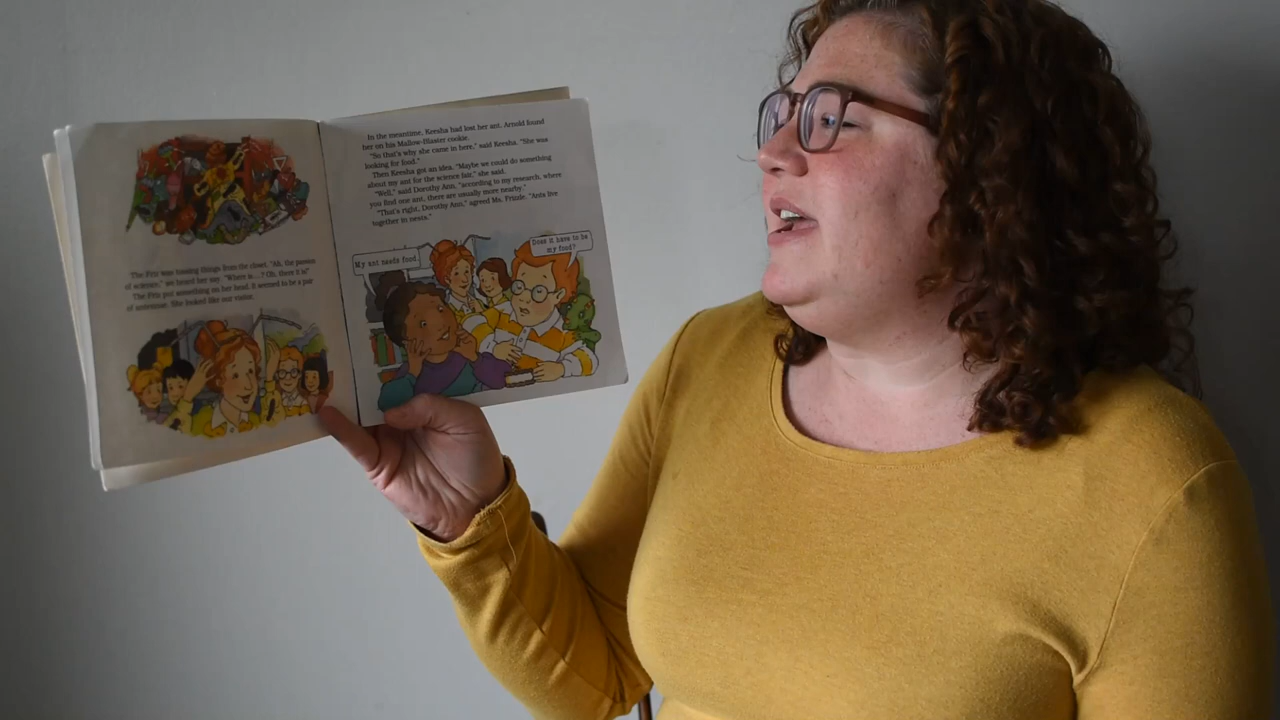 The Friz was tossing things from the closet. "Ah, the power
of science," we heard her say. "Where is...? Oh, there it is!"
The Friz put something on her head. It seemed to be a pair
of antennae. She looked like our visitor.
In the meantime, Keesha had lost her ant. Arnold found
her on his Mallow-Blaster cookie.
"So that's why she came in here," said Keesha. "She was
looking for food."
Then Keesha got an idea. "Maybe we could do something
about my ant for the science fair," she said.
"Well," said Dorothy Ann, "according to my research, where
you find one ant, there are usually more nearby."
"That's right, Dorothy Ann," agreed Ms. Frizzle. "Ants live
together in nests."
My ant needs food.
Does it have to be
my food?